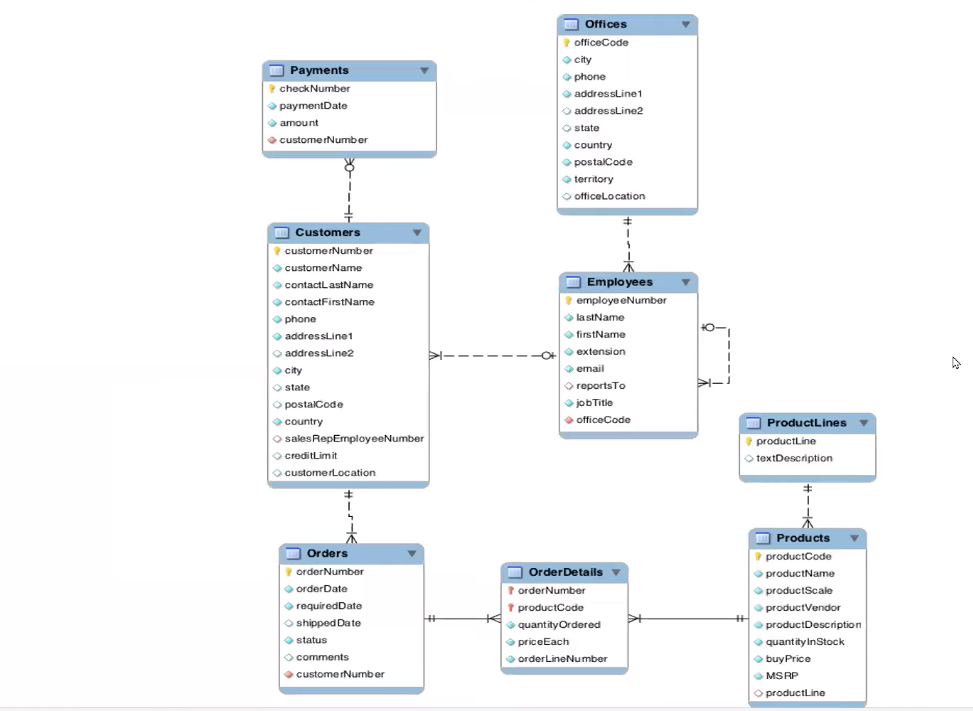 Offices
officeCode
city
phone
addressLine1
addressLine2
state
country
postalCode
territory
officeLocation
Payments
checkNumber
paymentDate
amount
customerNumber
Customers
customerNumber
customerName
contactLastName
contactFirstName
phone
addressLine1
addressLine2
city
state
postalCode
country
salesRepEmployeeNumber
creditLimit
customerLocation
Employees
employeeNumber
lastName
firstName
extension
email
reportsTo
jobTitle
officeCode
ProductLines
productLine
textDescription
Orders
orderNumber
orderDate
requiredDate
shippedDate
status
comments
customerNumber
OrderDetails
orderNumber
productCode
quantityOrdered
priceEach
orderLineNumber
Products
productCode
productName
productScale
productVendor
productDescription
quantityInStock
buyPrice
MSRP
productLine